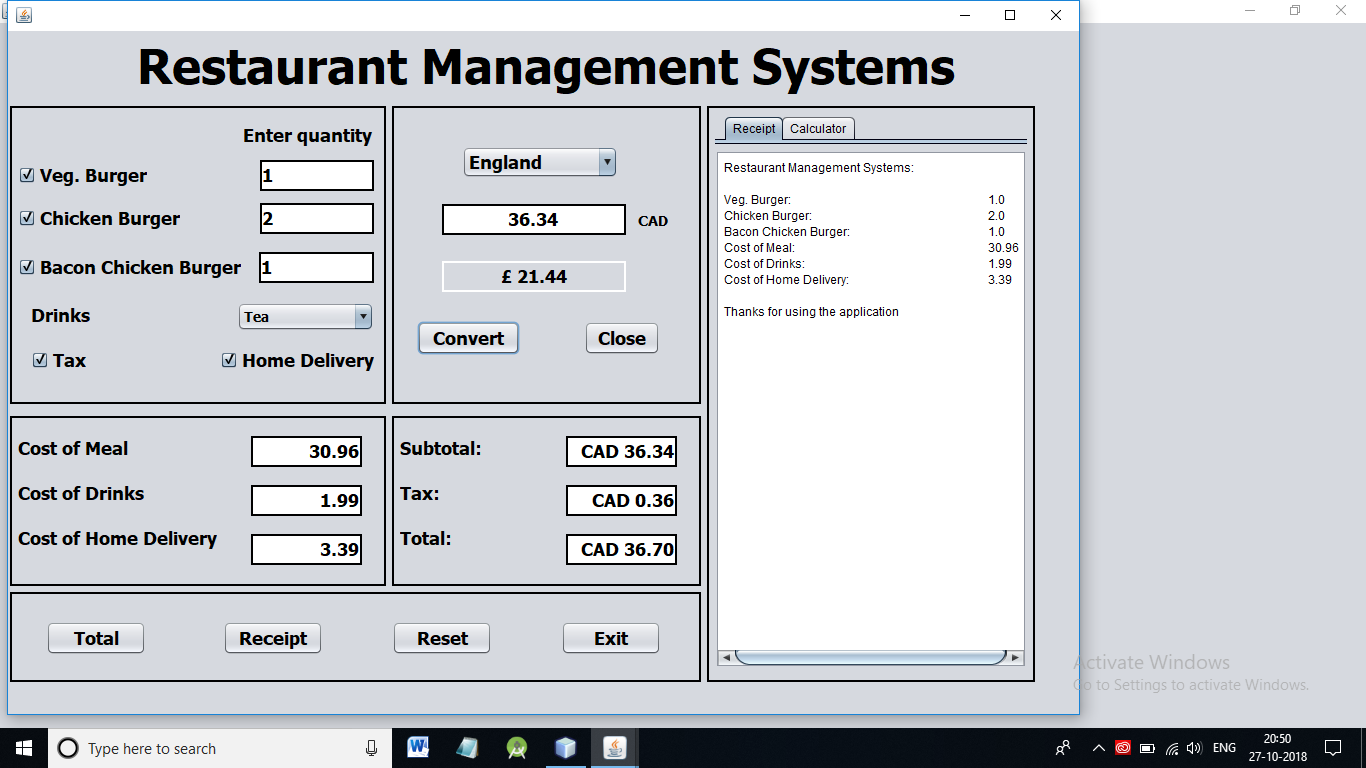 Restaurant Management Systems
Enter quantity
Veg. Burger 1
Chicken Burger 2
Bacon Chicken Burger 1
Drinks Tea
Tax Home Delivery
England
36.34 CAD
£ 21.44
Convert Close
Cost of Meal 30.96
Cost of Drinks 1.99
Cost of Home Delivery 3.39
Subtotal: CAD 36.34
Tax: CAD 0.36
Total: CAD 36.70
Total Receipt Reset Exit
Receipt Calculator
Restaurant Management Systems:
Veg. Burger: 1.0
Chicken Burger: 2.0
Bacon Chicken Burger: 1.0
Cost of Meal: 30.96
Cost of Drinks: 1.99
Cost of Home Delivery: 3.39
Thanks for using the application
Activate Windows
Go to Settings to activate Windows.
Type here to search
W
ENG
20:50
27-10-2018